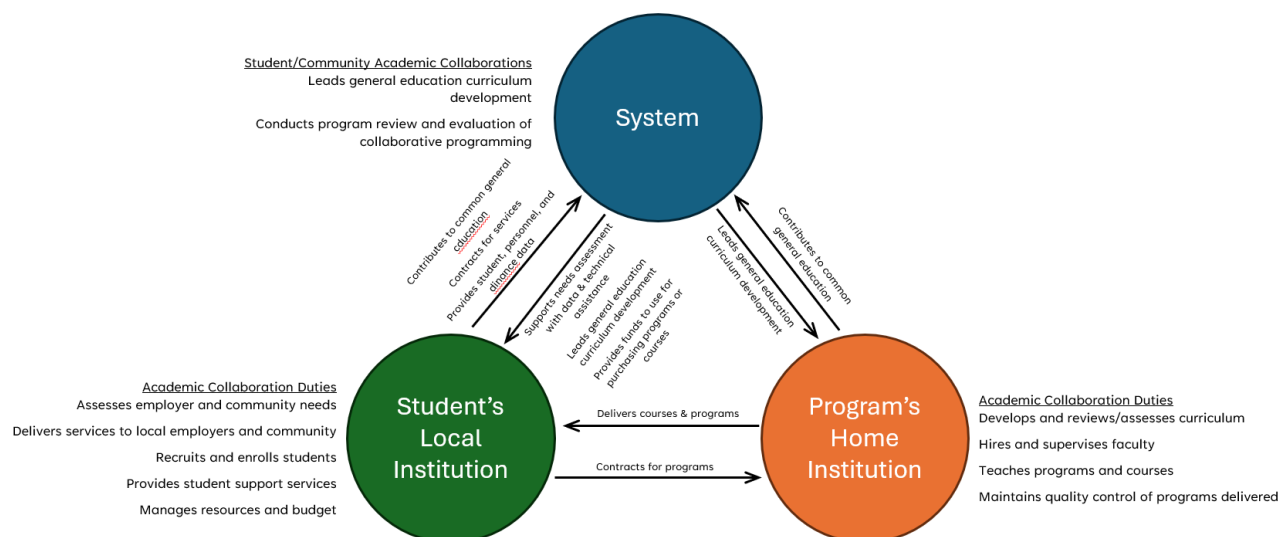 System
Student/Community Academic Collaborations
Leads general education curriculum
development
Conducts program review and evaluation of
collaborative programming
Contributes to common general
cducation
Contracts for services
Provides student, personnel, and
dinance data
Supports needs assessment
with data & technical
assistance
Leads general education
curriculum development
Provides funds to use for
purchasing programs or
courses
Leads general education
curriculum development
Contributes to common
general education
Academic Collaboration Duties
Assesses employer and community needs
Delivers services to local employers and community
Recruits and enrolls students
Provides student support services
Manages resources and budget
Student’s
Local
Institution
Delivers courses & programs
Contracts for programs
Program’s
Home
Institution
Academic Collaboration Duties
Develops and reviews/assesses curriculum
Hires and supervises faculty
Teaches programs and courses
Maintains quality control of programs delivered